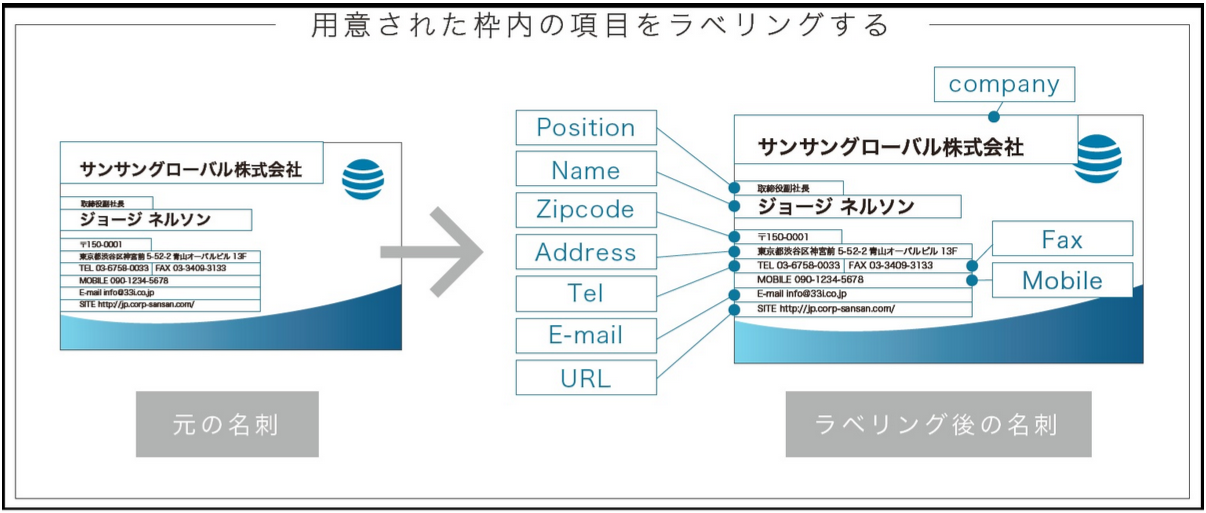 用意された枠内の項目をラベリングする
サンサングローバル株式会社
取締役副社長
ジョージ ネルソン
〒150-0001
東京都渋谷区神宮前 5-52-2 青山オーバルビル 13F
TEL 03-6758-0033 FAX 03-3409-3133
MOBILE 090-1234-5678
E-mail info@33i.co.jp
SITE http://jp.corp-sansan.com/
元の名刺
Position
Name
Zipcode
Address
Tel
E-mail
URL
company
サンサングローバル株式会社
取締役副社長
ジョージ ネルソン
〒150-0001
東京都渋谷区神宮前 5-52-2 青山オーバルビル 13F
TEL 03-6758-0033 FAX 03-3409-3133
MOBILE 090-1234-5678
E-mail info@33i.co.jp
SITE http://jp.corp-sansan.com/
Fax
Mobile
ラベリング後の名刺